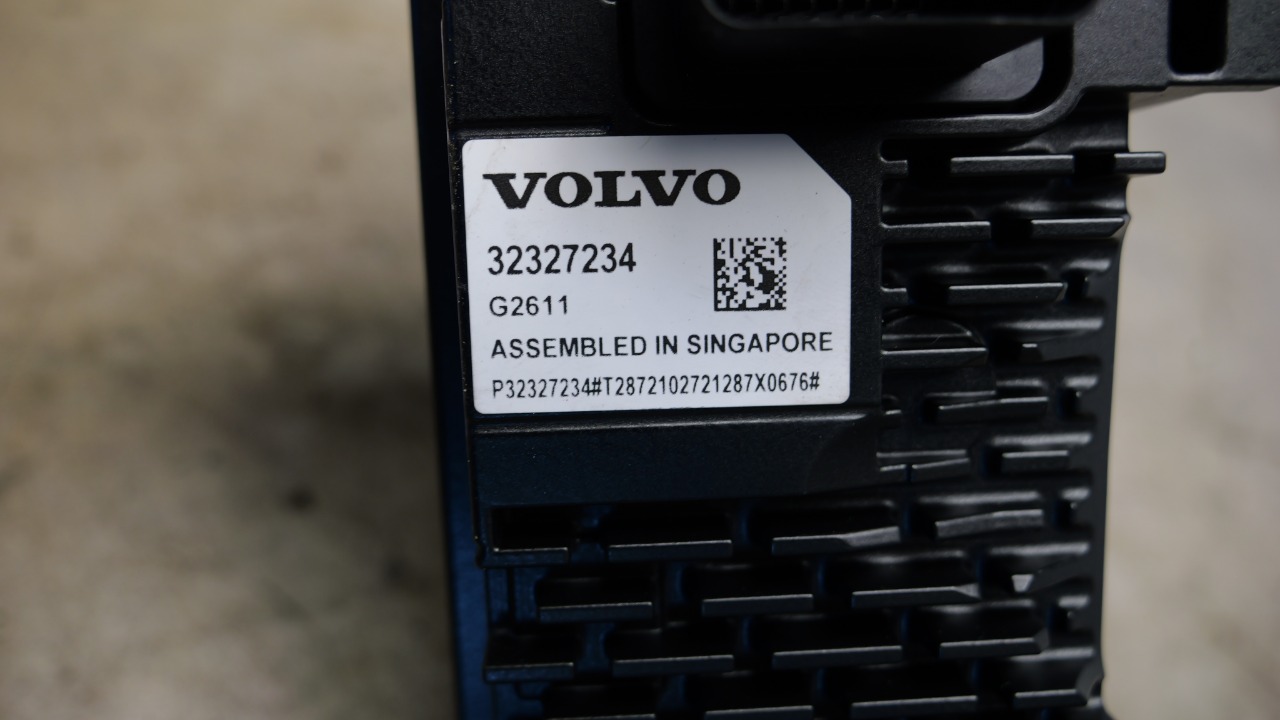 VOLVO
32327234
G2611
ASSEMBLED IN SINGAPORE
P32327234#T2872102721287X0676#